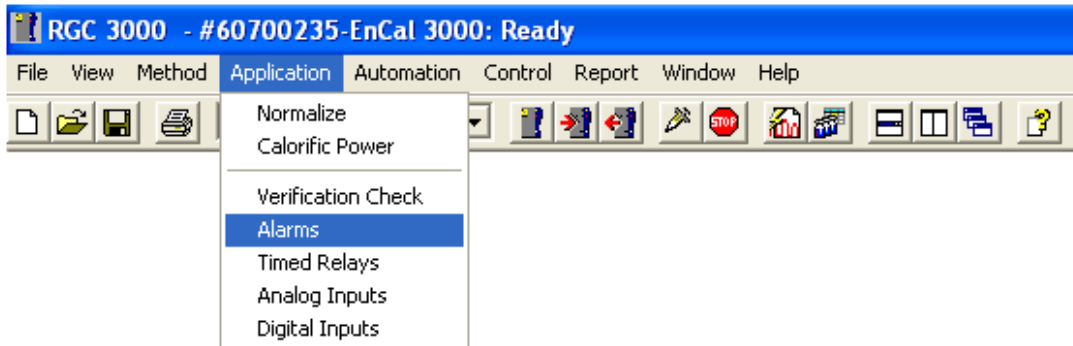 RGC 3000 - #60700235-EnCal 3000: Ready
File View Method Application Automation Control Report Window Help
STOP
Normalize
Calorific Power
Verification Check
Alarms
Timed Relays
Analog Inputs
Digital Inputs